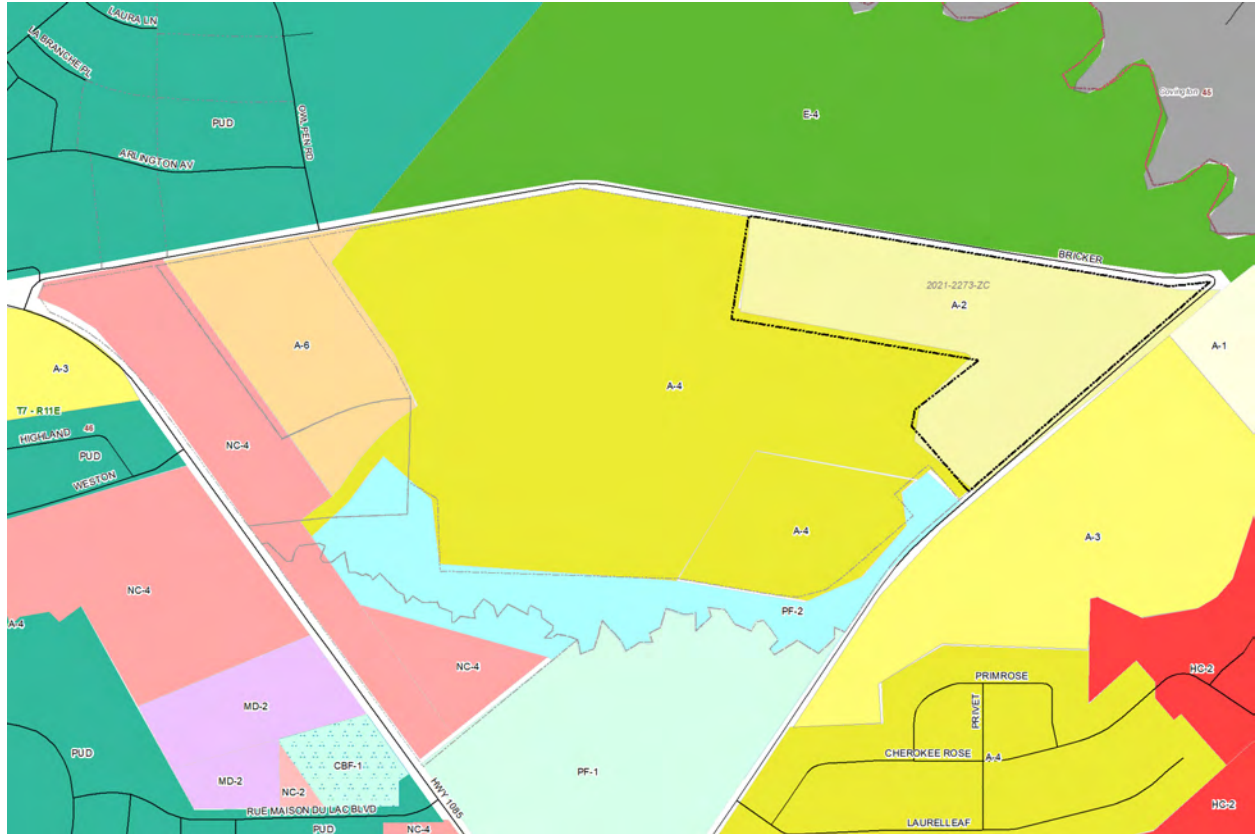 LAURA LN
LA BRANCHE PL
OWL PEN RD
PUD
ARLINGTON AV
E-4
Covington 45
BRICKER
2021-2273-ZC
A-2
A-1
A-6
A-3
A-4
T7 - R11E
HIGHLAND 46
PUD
WESTON
NC-4
A-4
A-3
NC-4
PF-2
A-4
NC-4
HC-2
PRIMROSE
PRIVET
MD-2
CHEROKEE ROSE
A-4
PUD
CBF-1
PF-1
MD-2
NC-2
HWY 1085
HC-2
RUE MAISON DU LAC BLVD
LAURELLEAF
PUD
NC-4